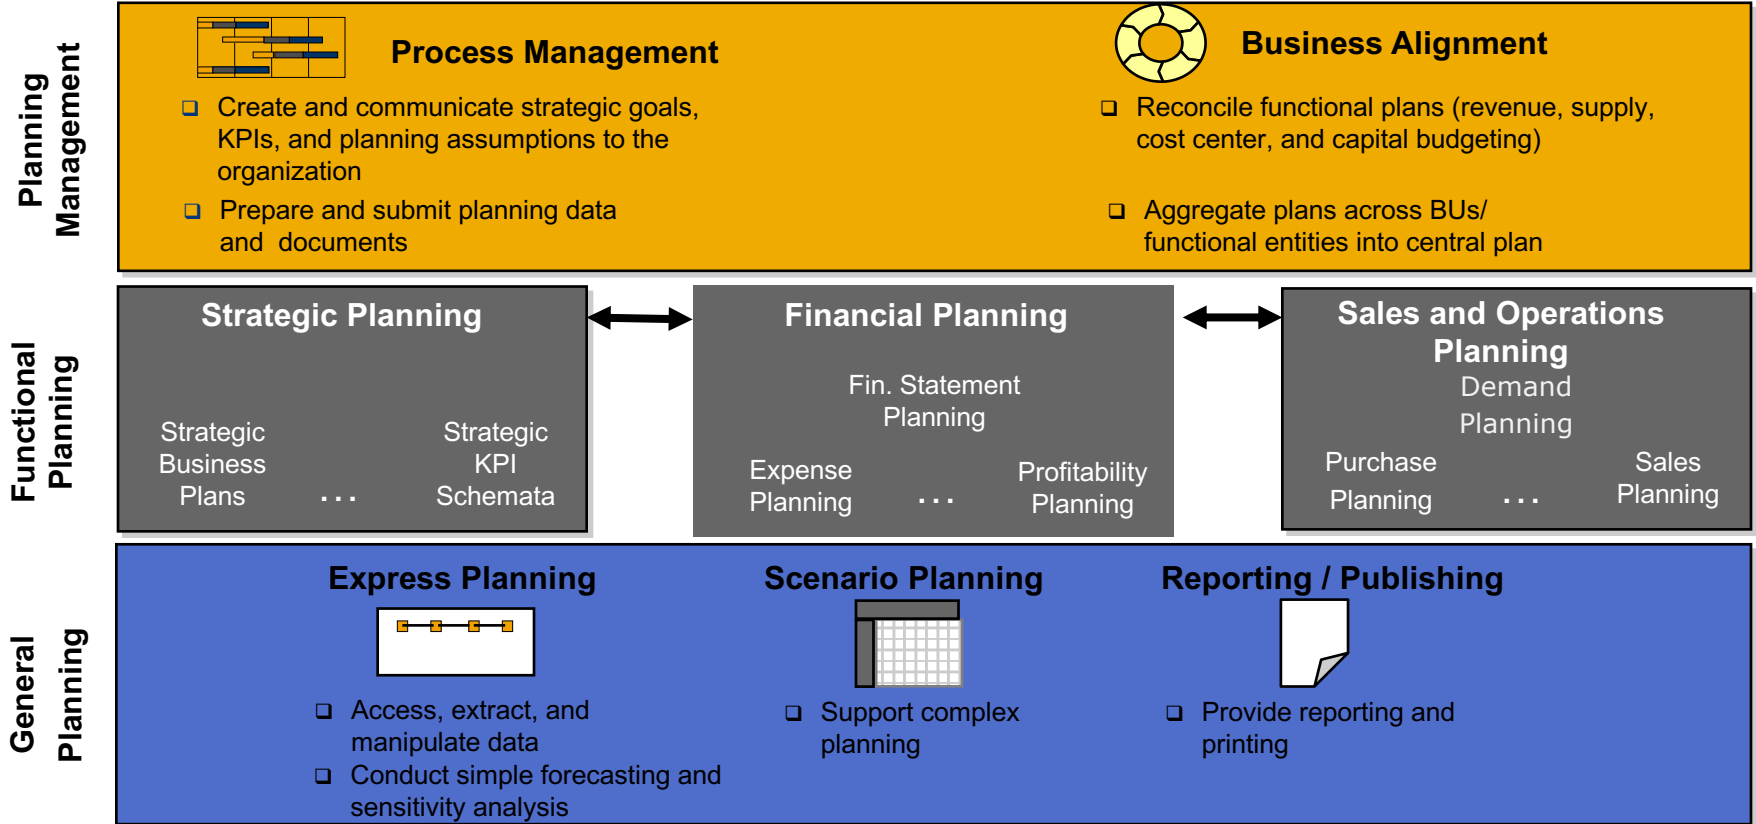 Planning
Management
Process Management
Create and communicate strategic goals,
KPIs, and planning assumptions to the
organization
Prepare and submit planning data
and documents
Business Alignment
Reconcile functional plans (revenue, supply,
cost center, and capital budgeting)
Aggregate plans across BUs/
functional entities into central plan
Functional
Planning
Strategic Planning
Strategic
Business
Plans
...
Strategic
KPI
Schemata
Financial Planning
Fin. Statement
Planning
Expense
Planning
...
Profitability
Planning
Sales and Operations
Planning
Demand
Planning
Purchase
Planning
...
Sales
Planning
General
Planning
Express Planning
Access, extract, and
manipulate data
Conduct simple forecasting and
sensitivity analysis
Scenario Planning
Support complex
planning
Reporting / Publishing
Provide reporting and
printing